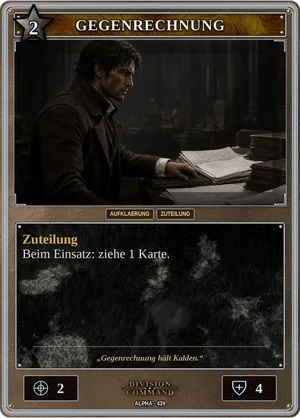 2
GEGENRECHNUNG
AUFKLAERUNG ZUTEILUNG
Zuteilung
Beim Einsatz: ziehe 1 Karte.
„Gegenrechnung hält Kalden.“
2
DIVISION
COMMAND
ALPHA - 439
4